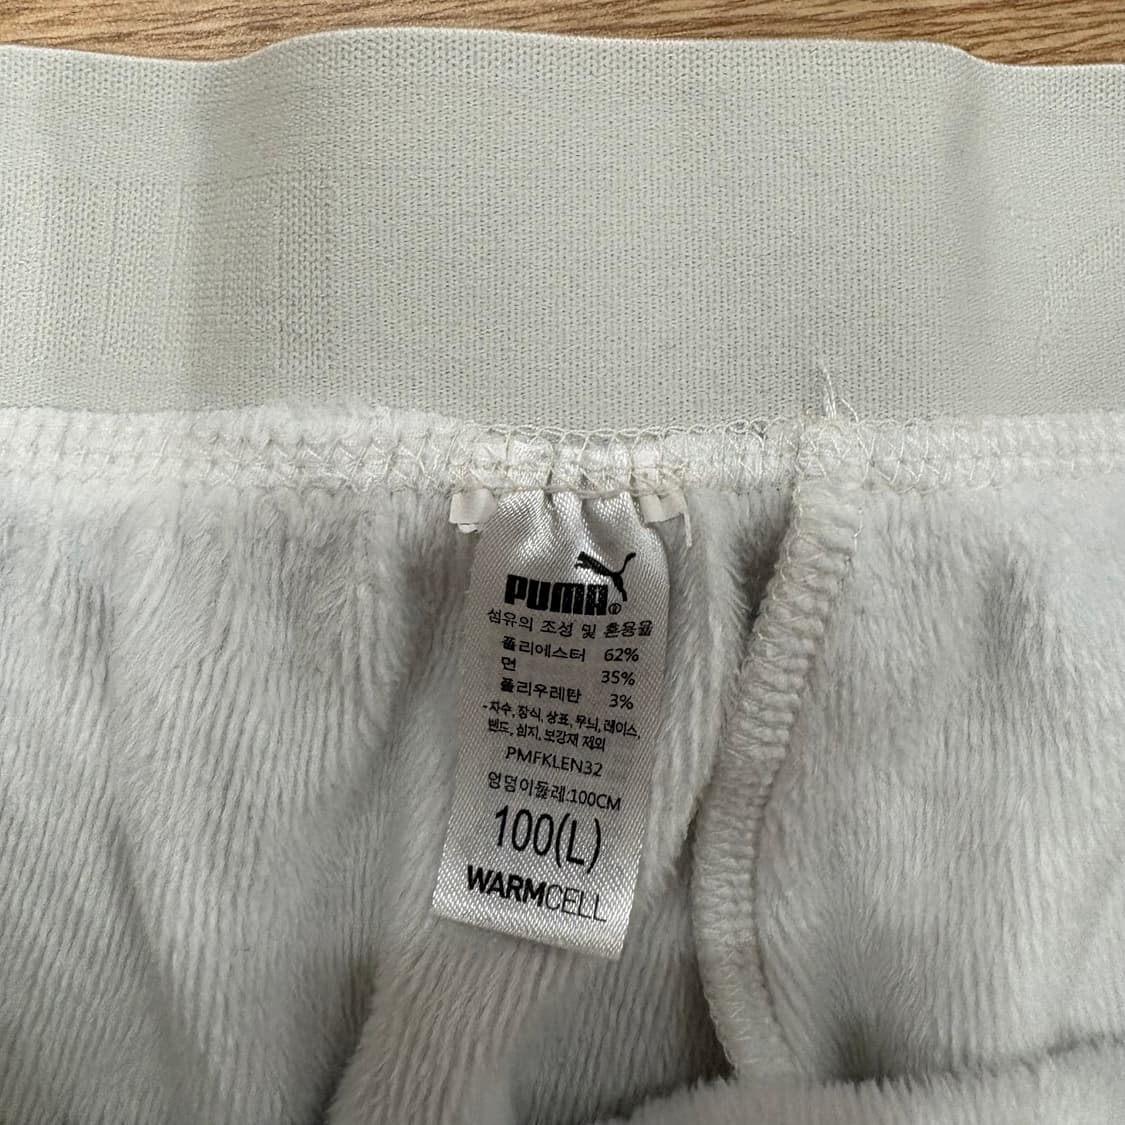 PUMA®
섬유의 조성 및 혼용율
폴리에스터 62%
면 35%
폴리우레탄 3%
-자수,장식,상표,무늬,레이스,
밴드,심지,보강재 제외
PMFKLEN32
엉덩이둘레:100CM
100(L)
WARMCELL